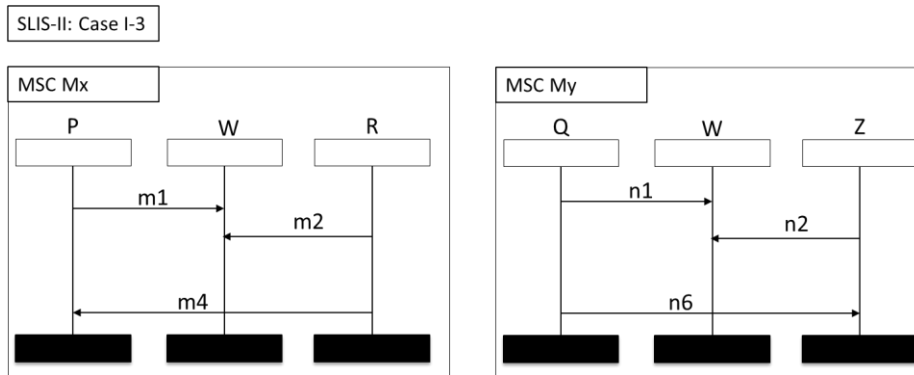 SLIS-II: Case I-3
MSC Mx
MSC My
P W R
Q W Z
m1
n1
m2
n2
m4
n6